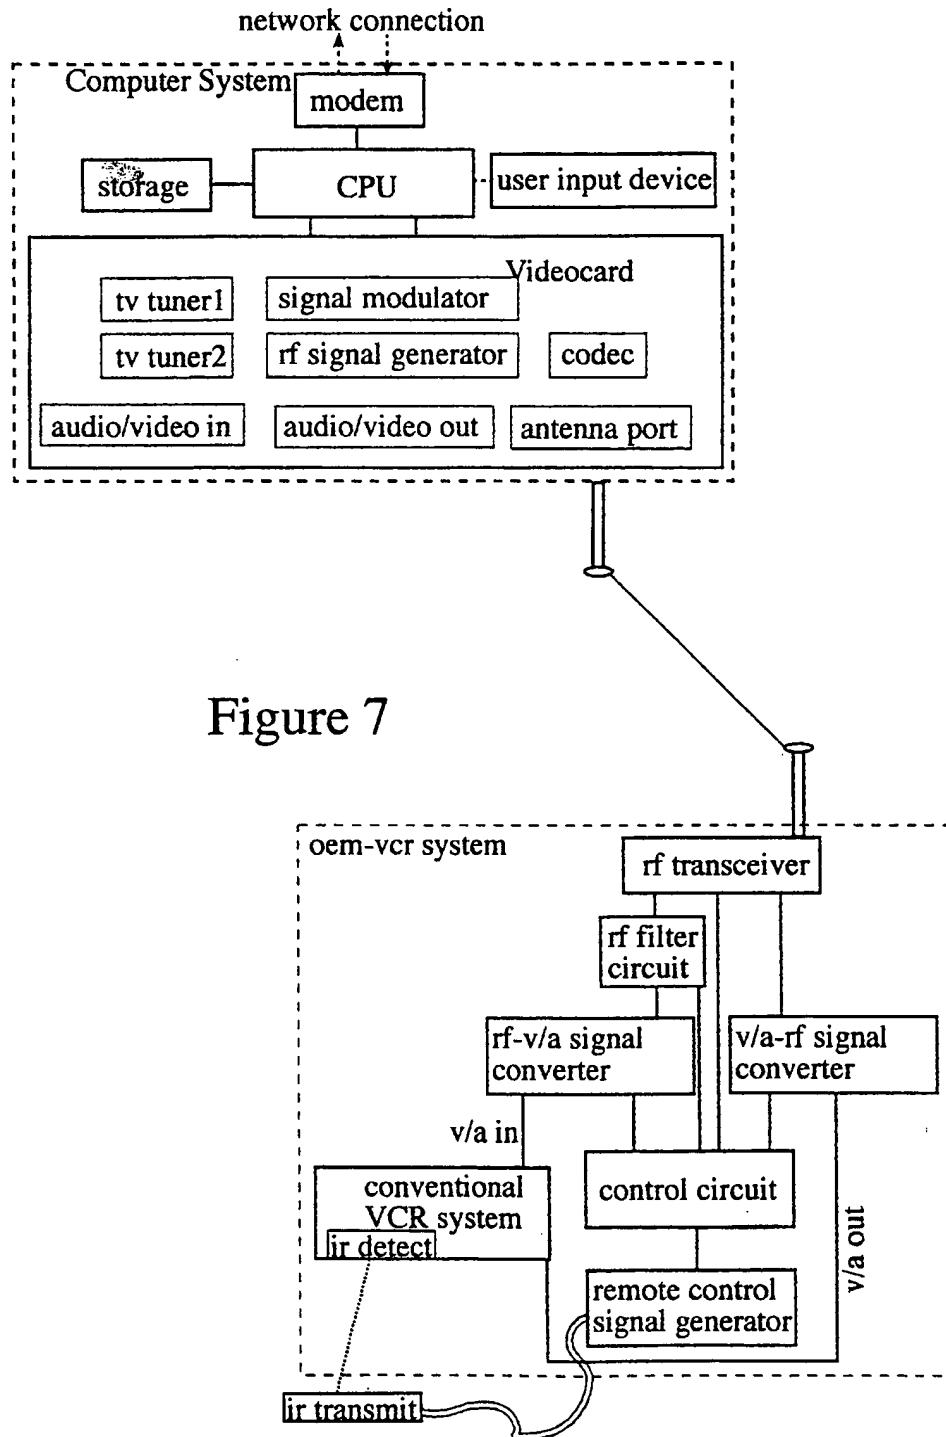 network connection
Computer System
modem
storage
CPU
user input device
Videocard
tv tuner1
signal modulator
tv tuner2
rf signal generator
codec
audio/video in
audio/video out
antenna port
Figure 7
oem-vcr system
rf transceiver
rf filter
circuit
rf-v/a signal
converter
v/a-rf signal
converter
v/a in
conventional
VCR system
ir detect
control circuit
v/a out
remote control
signal generator
ir transmit